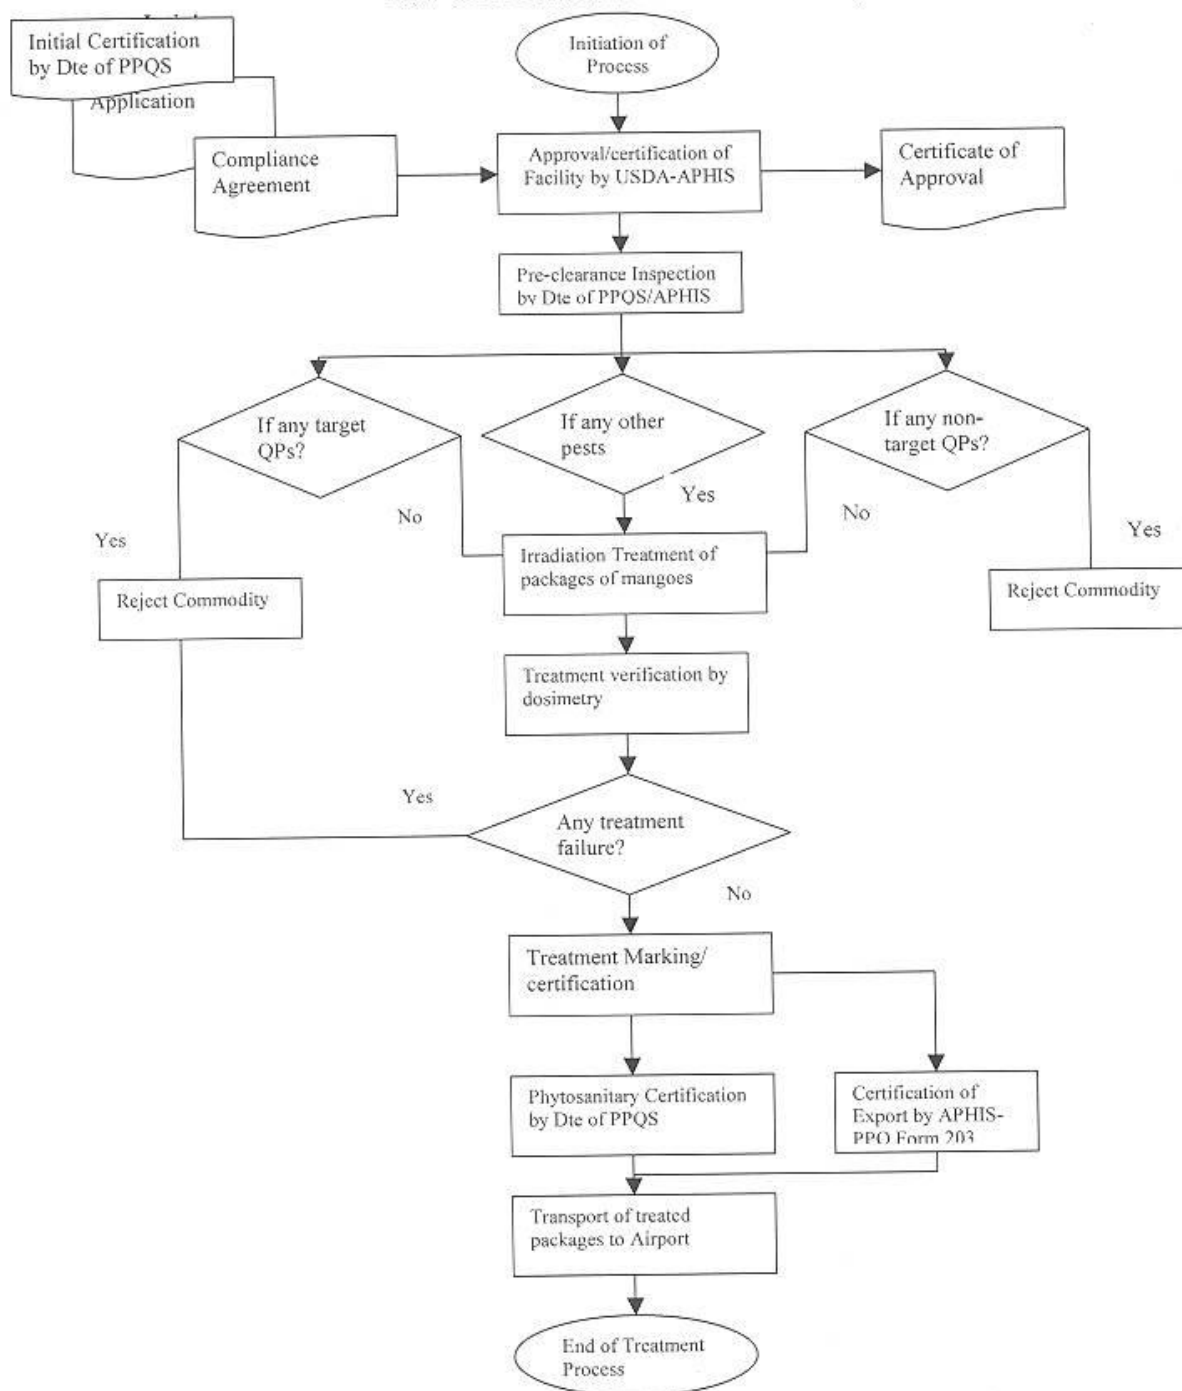 Initial Certification
by Dte of PPQS
Application
Compliance
Agreement
Initiation of
Process
Approval/certification of
Facility by USDA-APHIS
Certificate of
Approval
Pre-clearance Inspection
by Dte of PPQS/APHIS
If any target
QPs?
If any other
pests
If any non-
target QPs?
Yes
No
Yes
No
Yes
Reject Commodity
Irradiation Treatment of
packages of mangoes
Reject Commodity
Treatment verification by
dosimetry
Yes
Any treatment
failure?
No
Treatment Marking/
certification
Phytosanitary Certification
by Dte of PPQS
Certification of
Export by APHIS-
PPQ Form 203
Transport of treated
packages to Airport
End of Treatment
Process